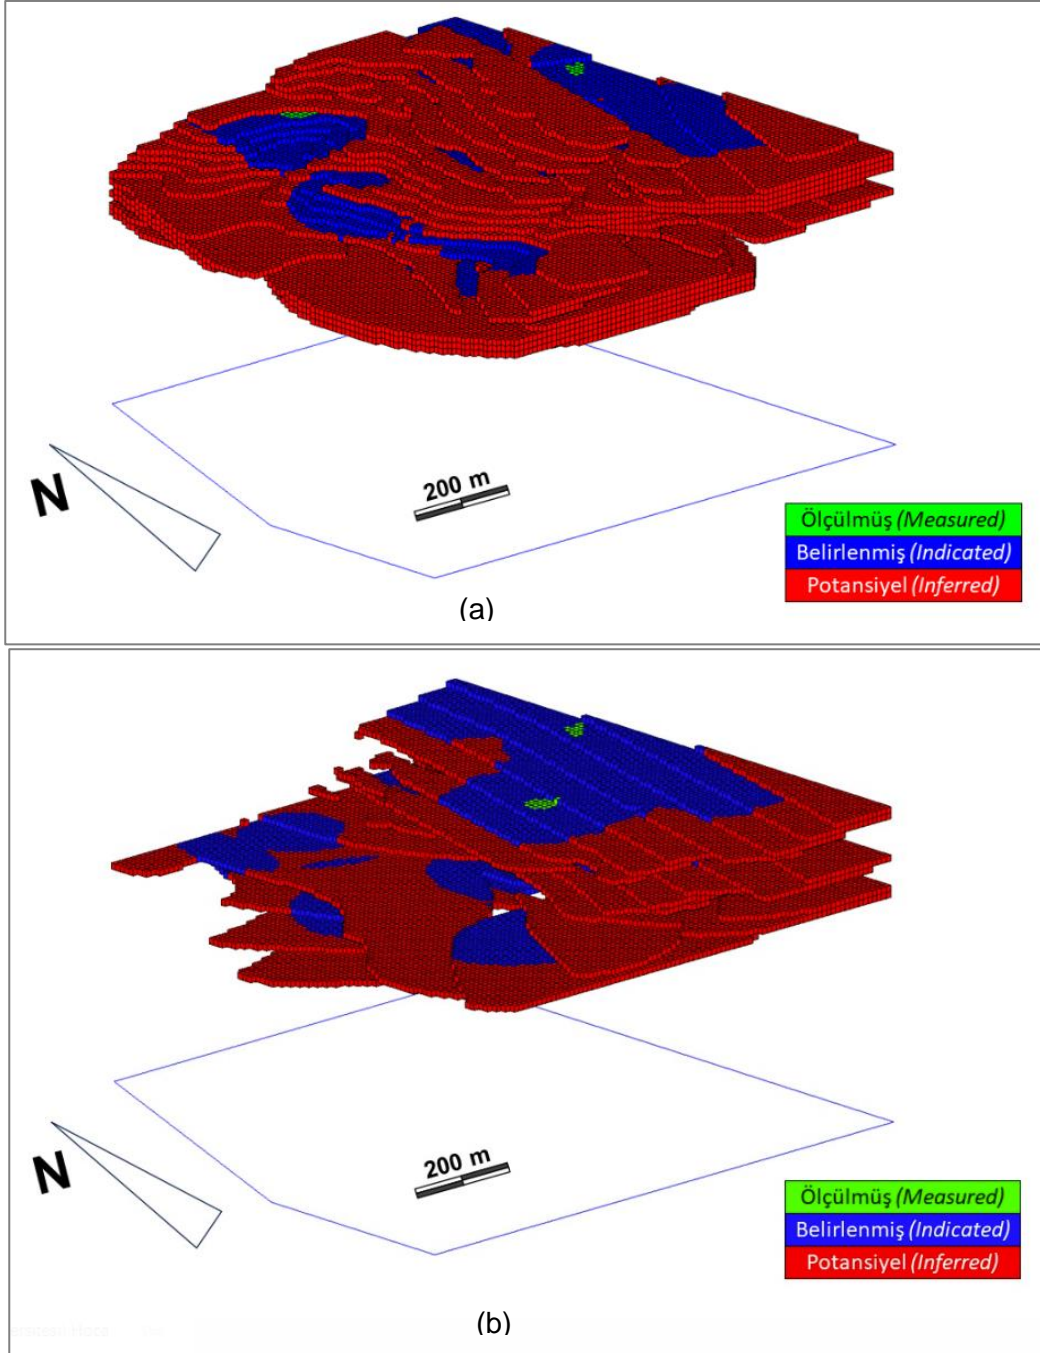 N
200 m
Ölçülmüş (Measured)
Belirlenmiş (Indicated)
Potansiyel (Inferred)
(a)
N
200 m
Ölçülmüş (Measured)
Belirlenmiş (Indicated)
Potansiyel (Inferred)
(b)